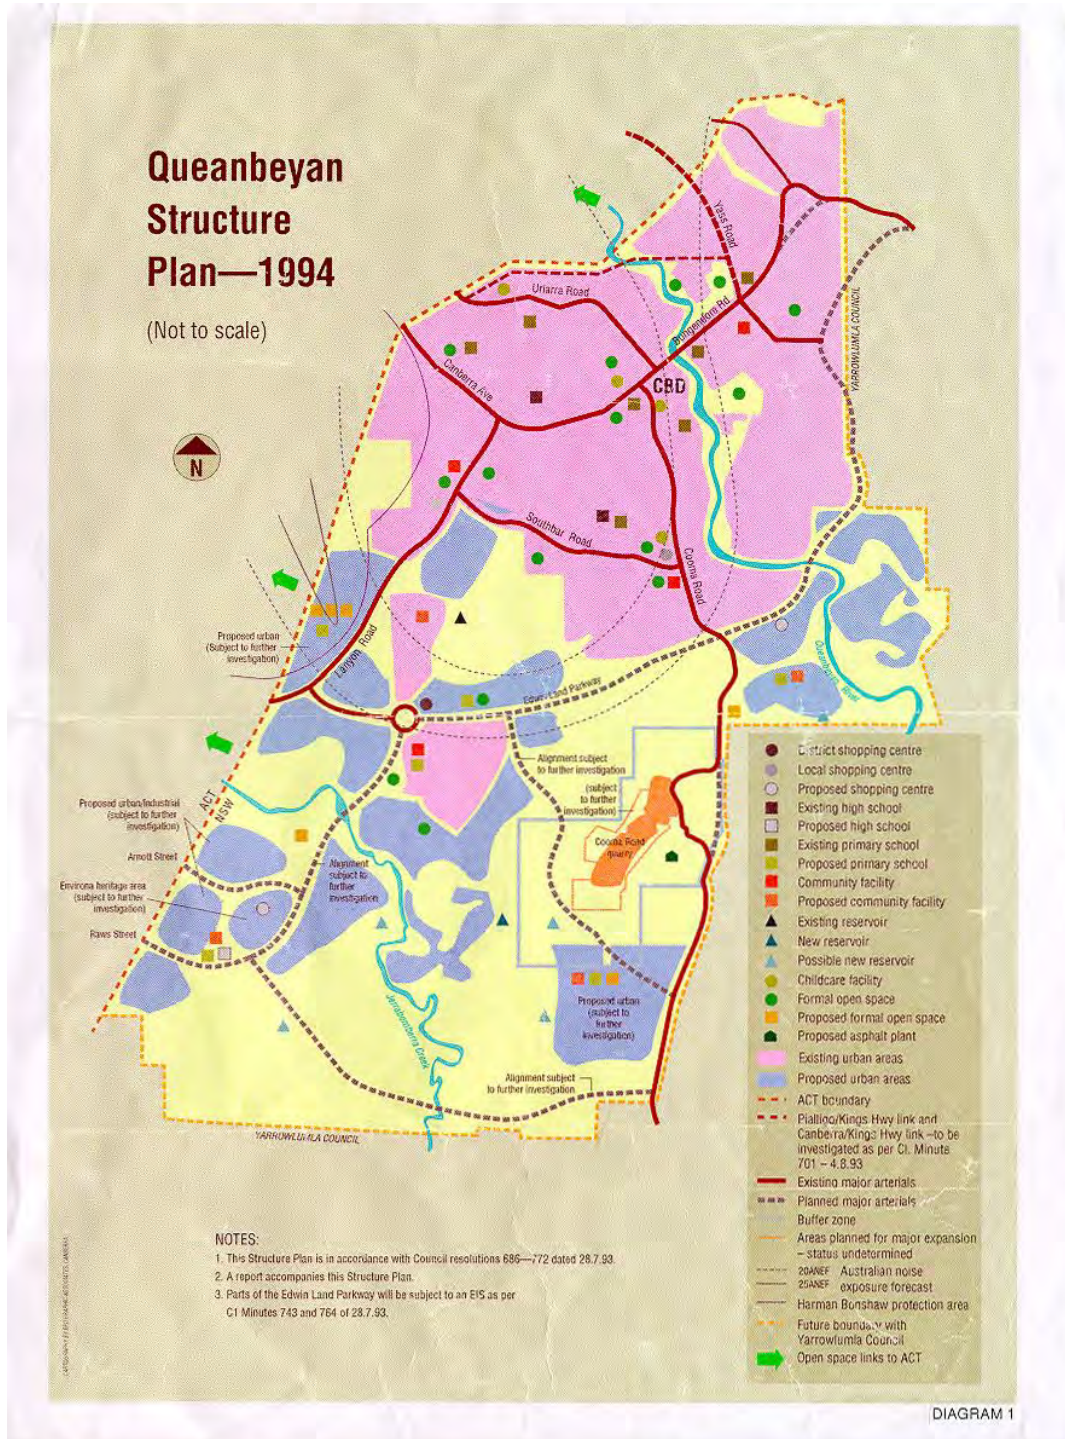 Queanbeyan
Structure
Plan—1994
(Not to scale)
N
Yass Road
Uriarra Road
Bungendore Rd
YARROWLUMLA COUNCIL
Canberra Ave
CBD
Southbar Road
Cooma Road
Proposed urban
(Subject to further
investigation)
Lanyon Road
Queanbeyan River
Edwin Land Parkway
Alignment subject
to further investigation
(subject
to further
investigation)
Cooma Road
quarry
ACT
NSW
Proposed urban/industrial
(subject to further
investigation)
Arnott Street
Environa heritage area
(subject to further
investigation)
Raws Street
Alignment
subject to
further
investigation
Jerrabomberra Creek
Proposed urban
(subject to
further
investigation)
Alignment subject
to further investigation
YARROWLUMLA COUNCIL
District shopping centre
Local shopping centre
Proposed shopping centre
Existing high school
Proposed high school
Existing primary school
Proposed primary school
Community facility
Proposed community facility
Existing reservoir
New reservoir
Possible new reservoir
Childcare facility
Formal open space
Proposed formal open space
Proposed asphalt plant
Existing urban areas
Proposed urban areas
ACT boundary
Pialligo/Kings Hwy link and
Canberra/Kings Hwy link –to be
investigated as per Cl. Minute
701 – 4.8.93
Existing major arterials
Planned major arterials
Buffer zone
Areas planned for major expansion
– status undetermined
20ANEF Australian noise
25ANEF exposure forecast
Harman Bonshaw protection area
Future boundary with
Yarrowlumla Council
Open space links to ACT
NOTES:
1. This Structure Plan is in accordance with Council resolutions 686—772 dated 28.7.93.
2. A report accompanies this Structure Plan.
3. Parts of the Edwin Land Parkway will be subject to an EIS as per
C1 Minutes 743 and 764 of 28.7.93.
DIAGRAM 1